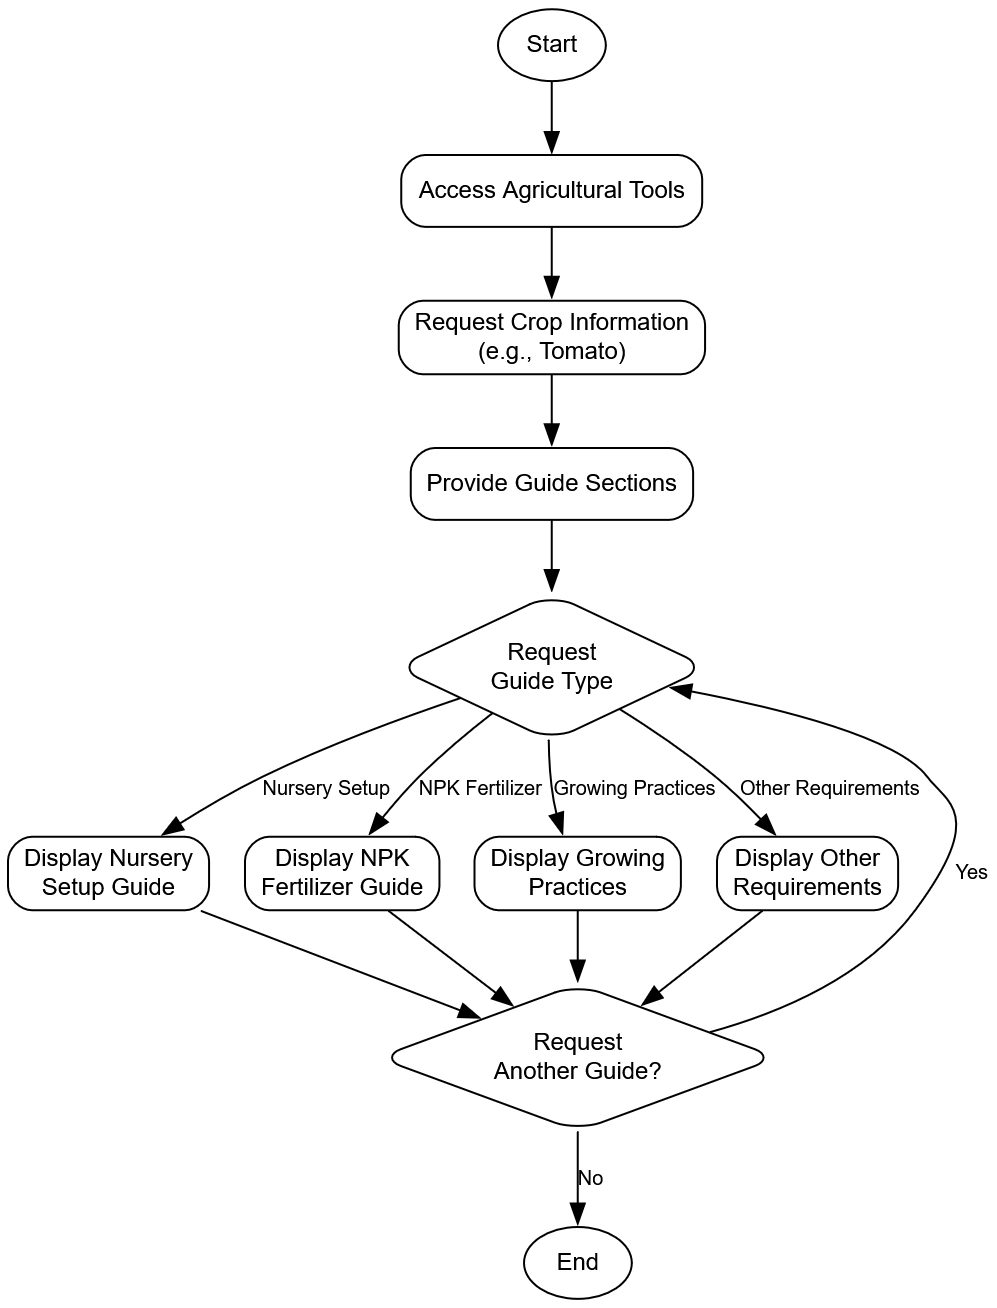 Start
Access Agricultural Tools
Request Crop Information
(e.g., Tomato)
Provide Guide Sections
Request
Guide Type
Nursery Setup
NPK Fertilizer
Growing Practices
Other Requirements
Display Nursery
Setup Guide
Display NPK
Fertilizer Guide
Display Growing
Practices
Display Other
Requirements
Yes
Request
Another Guide?
No
End